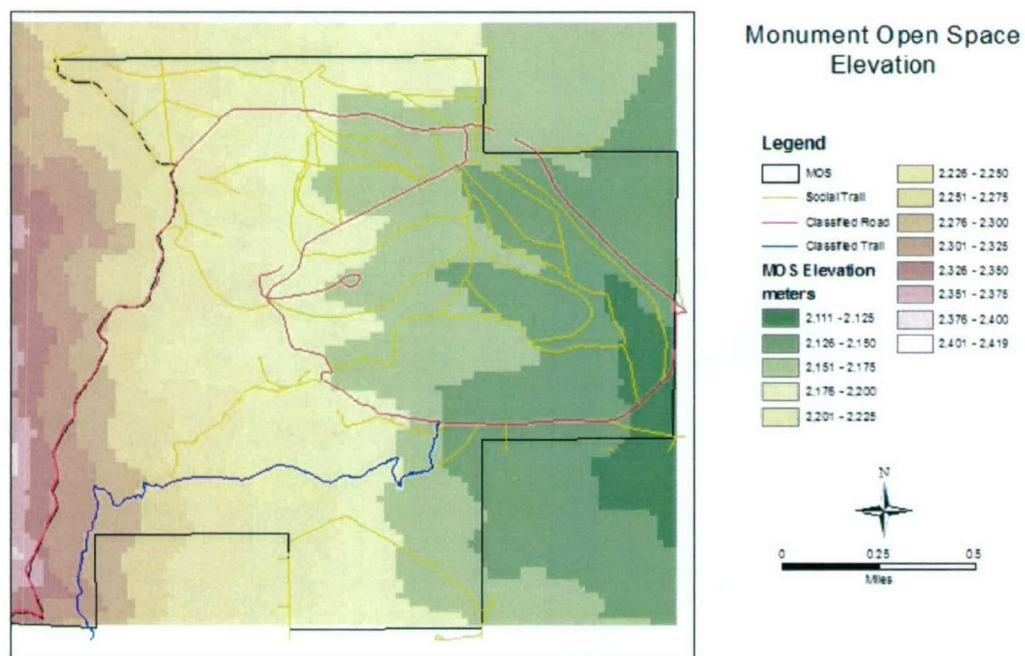 Monument Open Space
Elevation
Legend
MOS
Social Trail
Classified Road
Classified Trail
MOS Elevation
meters
2,111 - 2,125
2,126 - 2,150
2,151 - 2,175
2,176 - 2,200
2,201 - 2,225
2,226 - 2,250
2,251 - 2,275
2,276 - 2,300
2,301 - 2,325
2,326 - 2,350
2,351 - 2,375
2,376 - 2,400
2,401 - 2,419
N
0 0.25 0.5
Miles